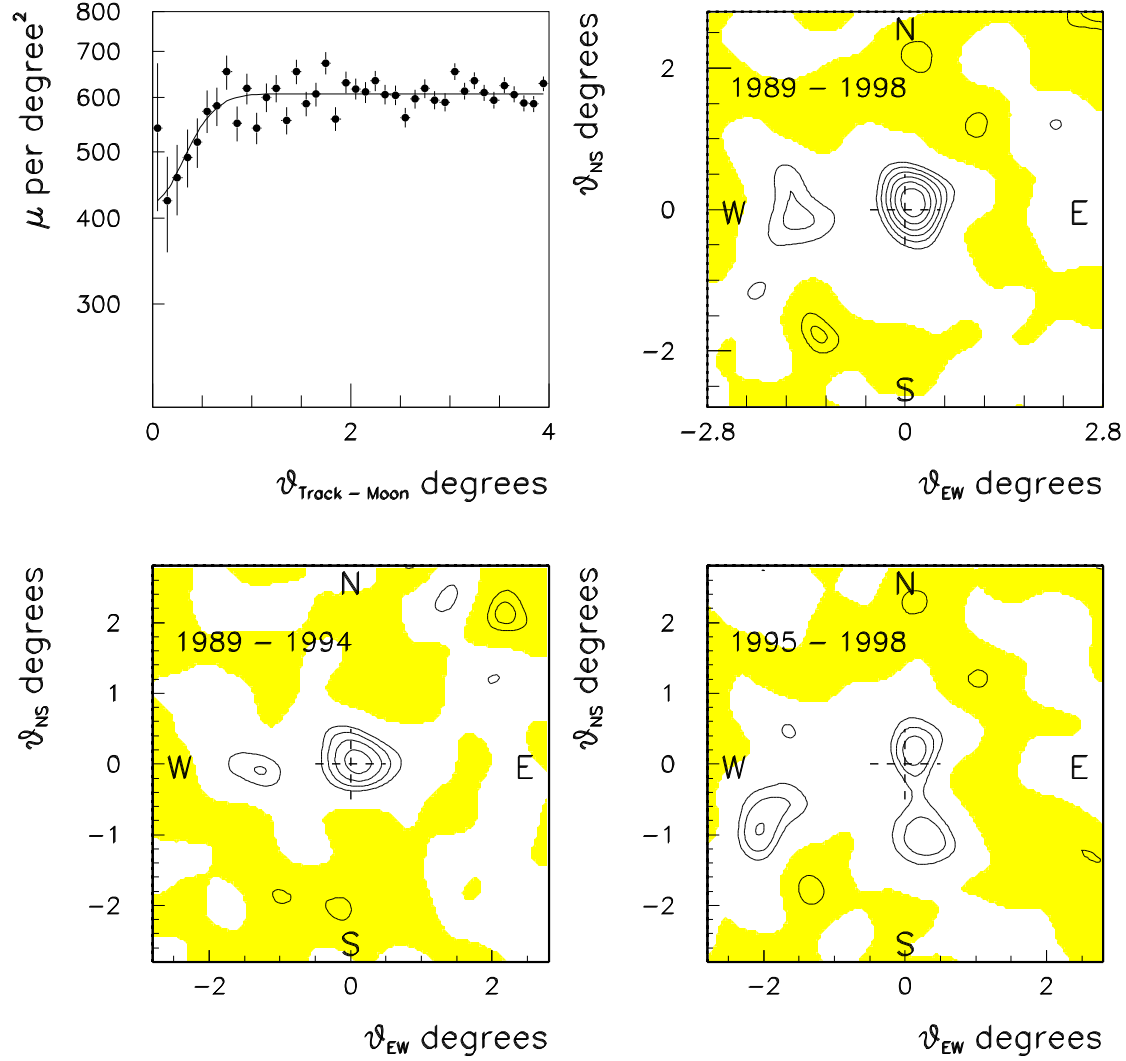 μ per degree²
800
700
600
500
400
300
0
2
4
ϑTrack − Moon degrees
ϑNS degrees
2
0
−2
N
1989 − 1998
W
E
S
−2.8
0
2.8
ϑEW degrees
ϑNS degrees
2
1
0
−1
−2
N
1989 − 1994
W
E
S
−2
0
2
ϑEW degrees
ϑNS degrees
2
1
0
−1
−2
N
1995 − 1998
W
E
S
−2
0
2
ϑEW degrees